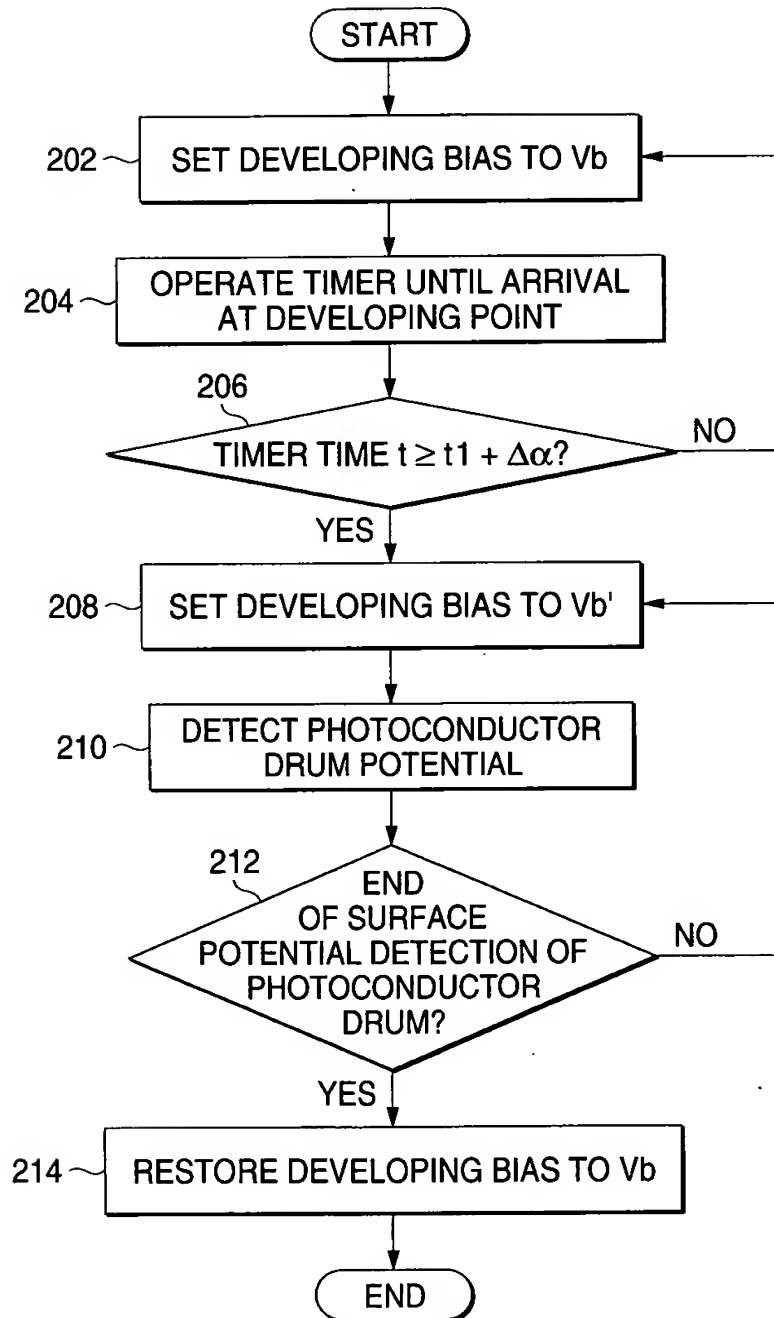 START
202
SET DEVELOPING BIAS TO Vb
204
OPERATE TIMER UNTIL ARRIVAL
AT DEVELOPING POINT
206
TIMER TIME t ≥ t1 + Δα?
NO
YES
208
SET DEVELOPING BIAS TO Vb'
210
DETECT PHOTOCONDUCTOR
DRUM POTENTIAL
212
END
OF SURFACE
POTENTIAL DETECTION OF
PHOTOCONDUCTOR
DRUM?
NO
YES
214
RESTORE DEVELOPING BIAS TO Vb
END